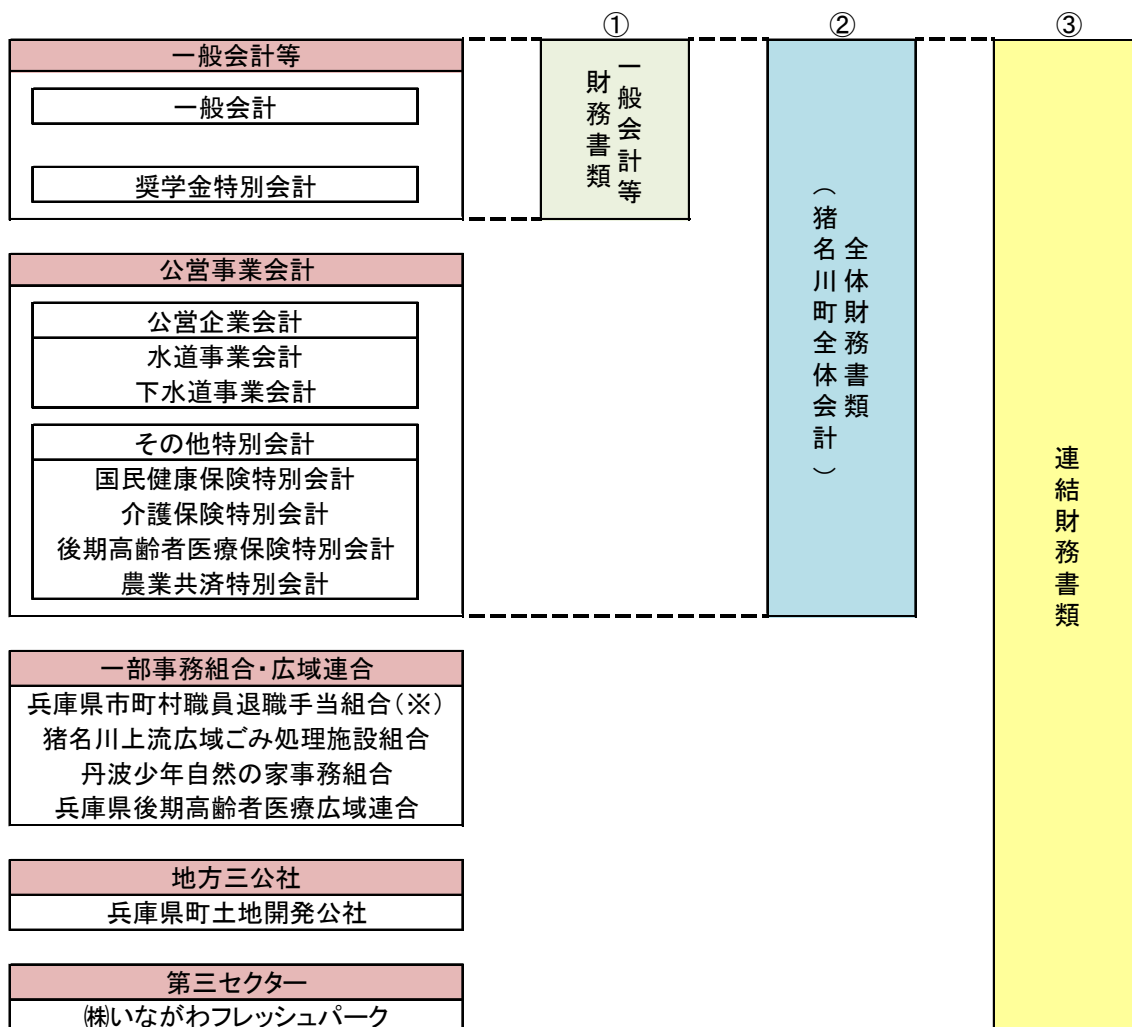 ①
②
③
一般会計等
一般会計
奨学金特別会計
一般会計等
財務書類
公営事業会計
公営企業会計
水道事業会計
下水道事業会計
その他特別会計
国民健康保険特別会計
介護保険特別会計
後期高齢者医療保険特別会計
農業共済特別会計
全体財務書類
（猪名川町全体会計）
連結財務書類
一部事務組合・広域連合
兵庫県市町村職員退職手当組合（※）
猪名川上流広域ごみ処理施設組合
丹波少年自然の家事務組合
兵庫県後期高齢者医療広域連合
地方三公社
兵庫県町土地開発公社
第三セクター
㈱いながわフレッシュパーク